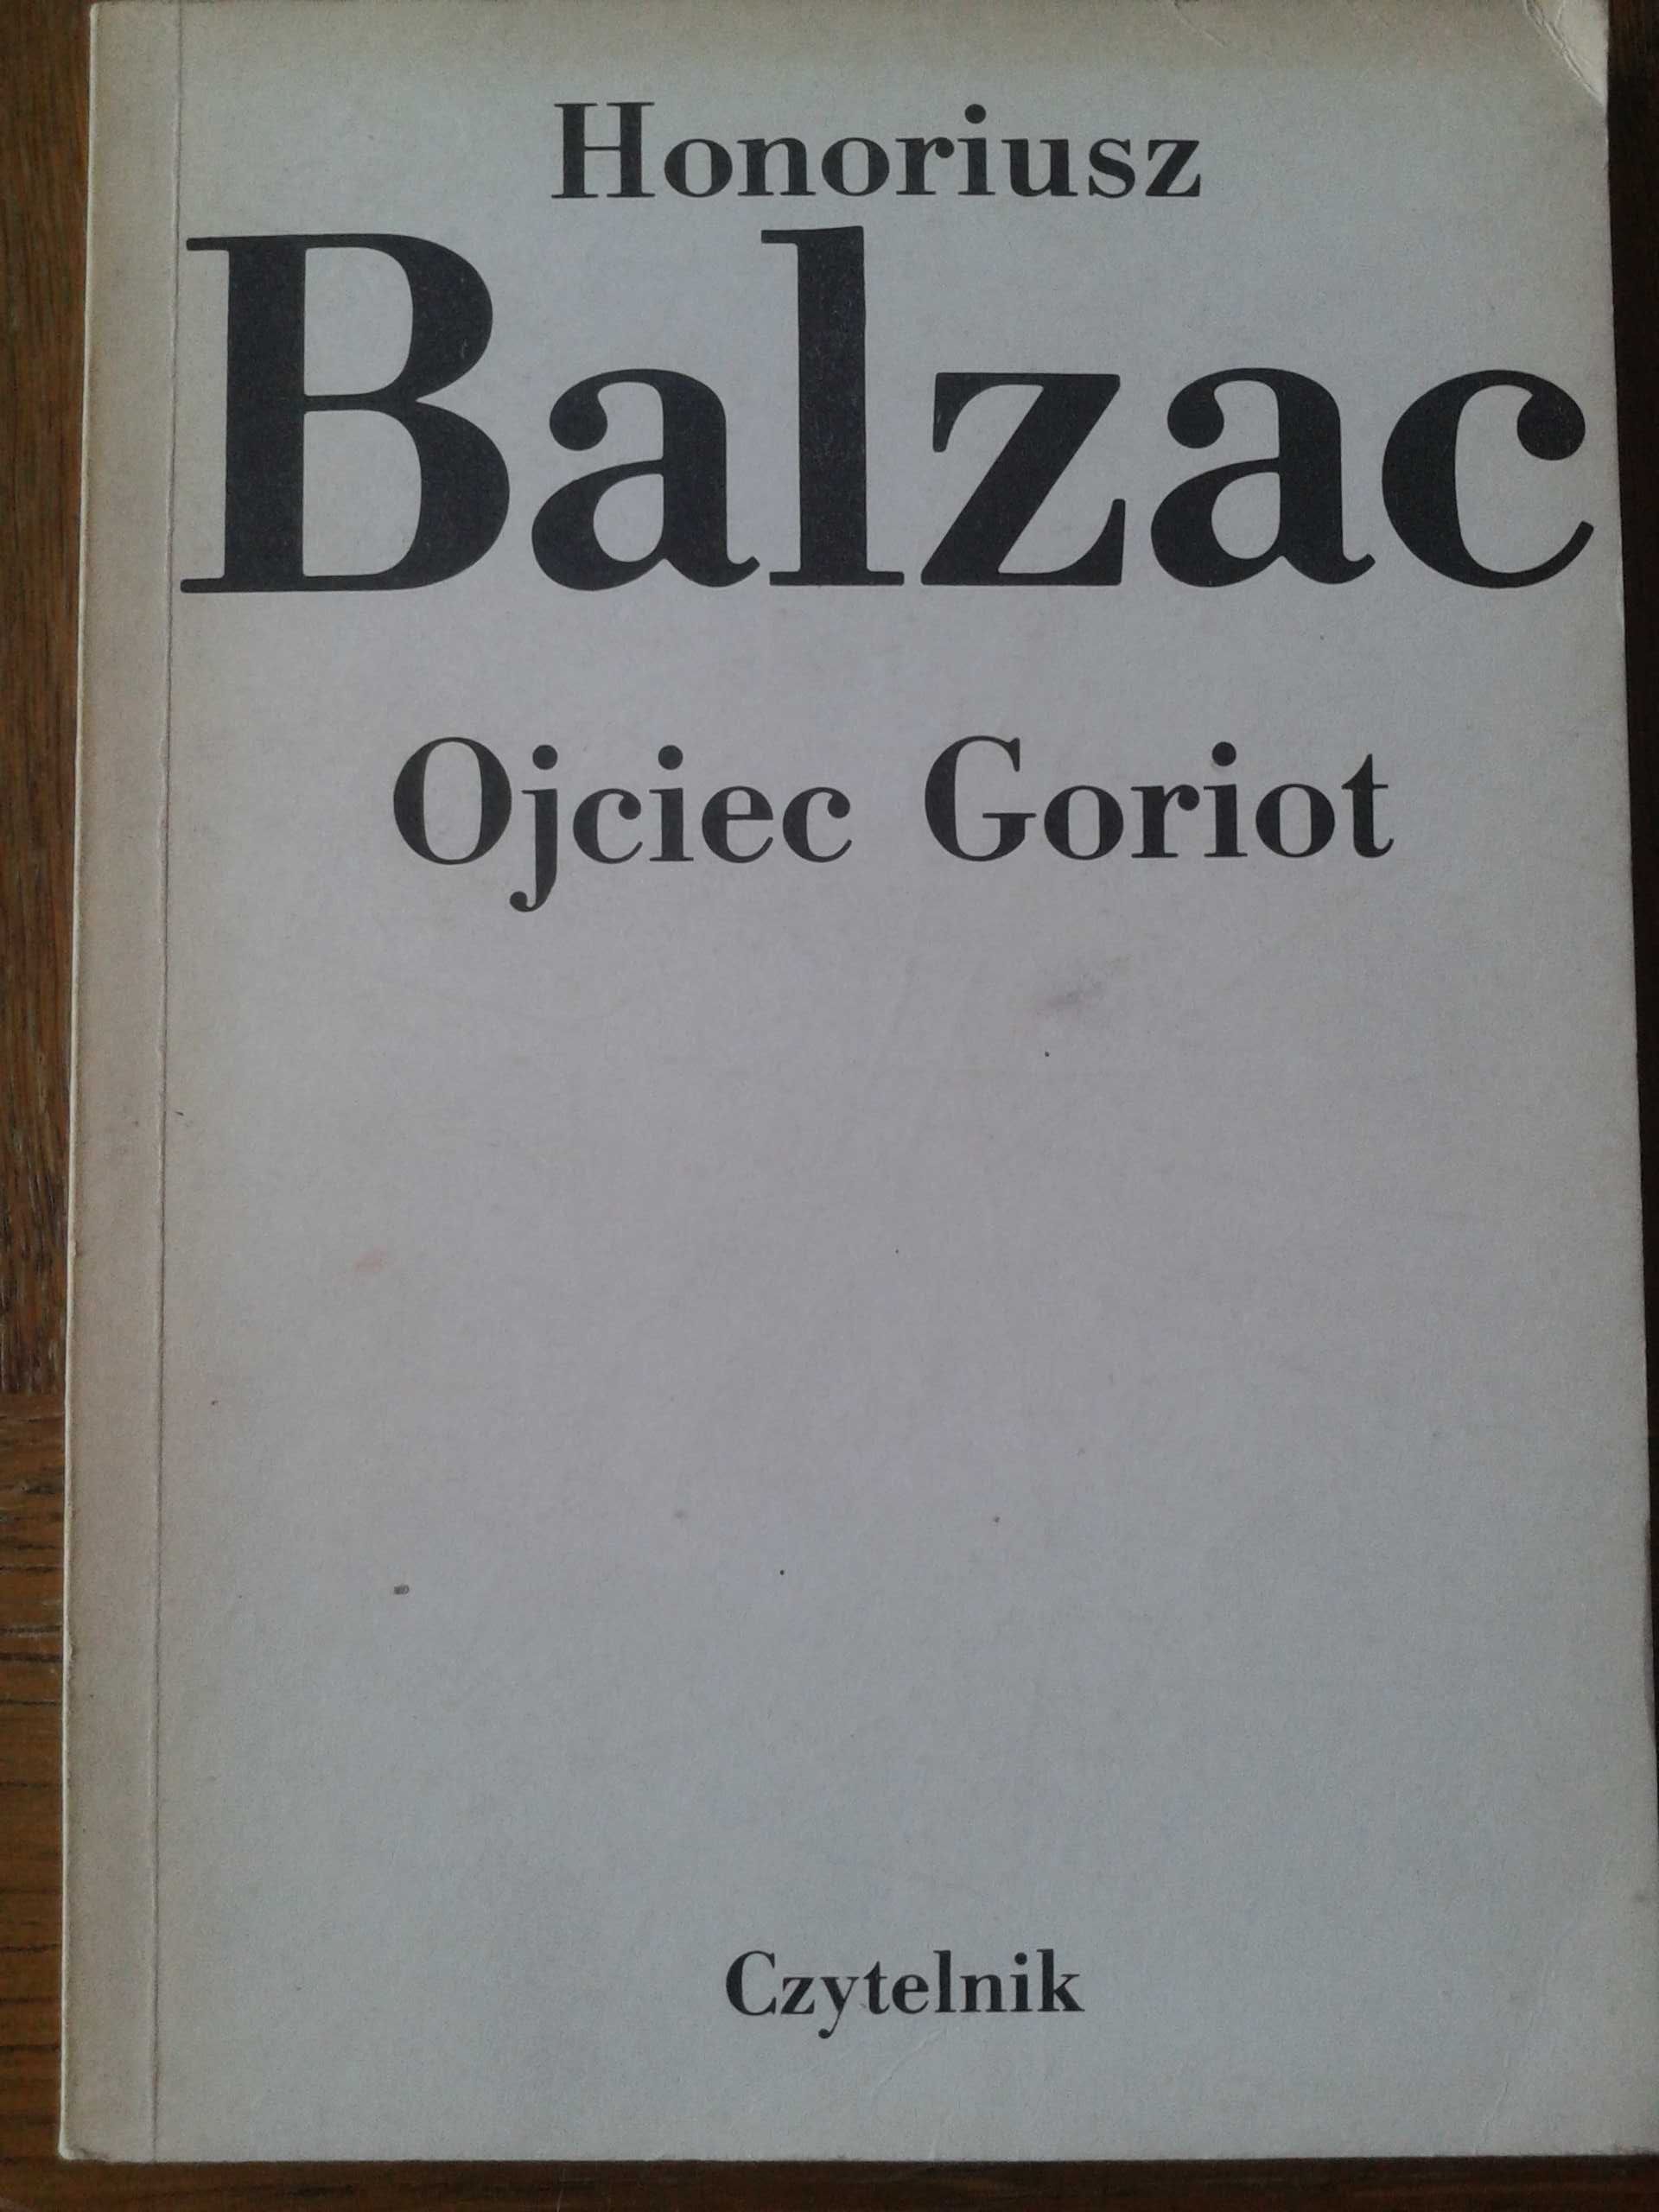 Honoriusz
Balzac
Ojciec Goriot
Czytelnik